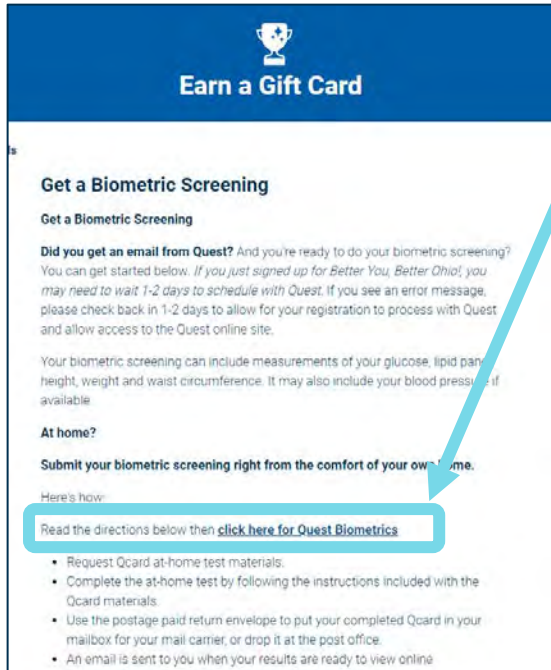 Earn a Gift Card
ls
Get a Biometric Screening
Get a Biometric Screening
Did you get an email from Quest? And you're ready to do your biometric screening?
You can get started below. If you just signed up for Better You, Better Ohio!, you
may need to wait 1-2 days to schedule with Quest. If you see an error message,
please check back in 1-2 days to allow for your registration to process with Quest
and allow access to the Quest online site.
Your biometric screening can include measurements of your glucose, lipid
height, weight and waist circumference. It may also include your blood pressure if
available.
At home?
Submit your biometric screening right from the comfort of your own home.
Here's how:
Read the directions below then click here for Quest Biometrics
• Request Qcard at-home test materials.
• Complete the at-home test by following the instructions included with the
Qcard materials.
• Use the postage paid return envelope to put your completed Qcard in your
mailbox for your mail carrier, or drop it at the post office.
• An email is sent to you when your results are ready to view online